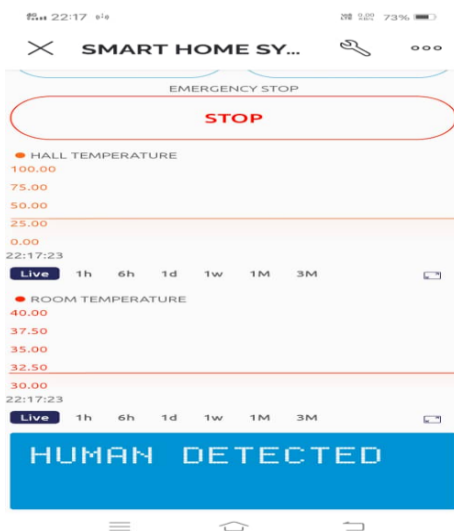 22:17 73%
SMART HOME SY...
EMERGENCY STOP
STOP
HALL TEMPERATURE
100.00
75.00
50.00
25.00
0.00
22:17:23
Live 1h 6h 1d 1w 1M 3M
ROOM TEMPERATURE
40.00
37.50
35.00
32.50
30.00
22:17:23
Live 1h 6h 1d 1w 1M 3M
HUMAN DETECTED